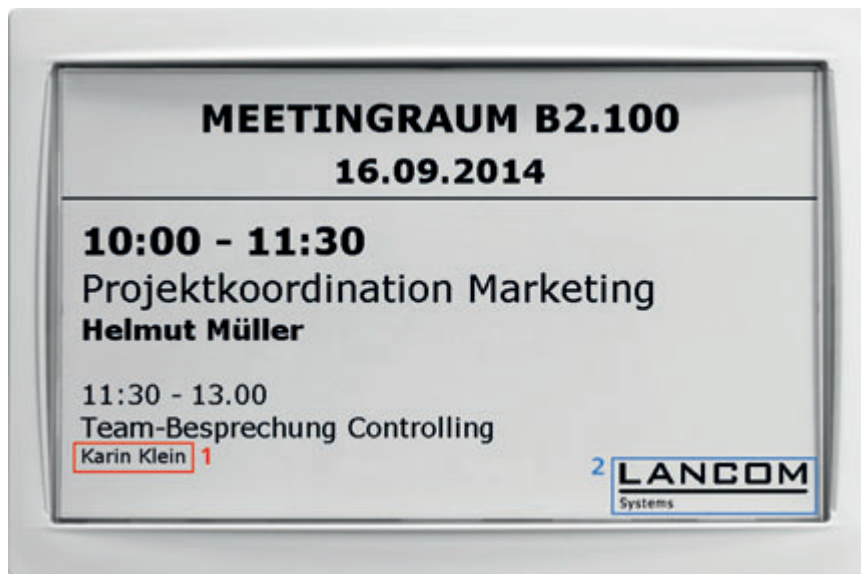 MEETINGRAUM B2.100
16.09.2014
10:00 - 11:30
Projektkoordination Marketing
Helmut Müller
11:30 - 13.00
Team-Besprechung Controlling
Karin Klein 1
2 LANCOM
Systems